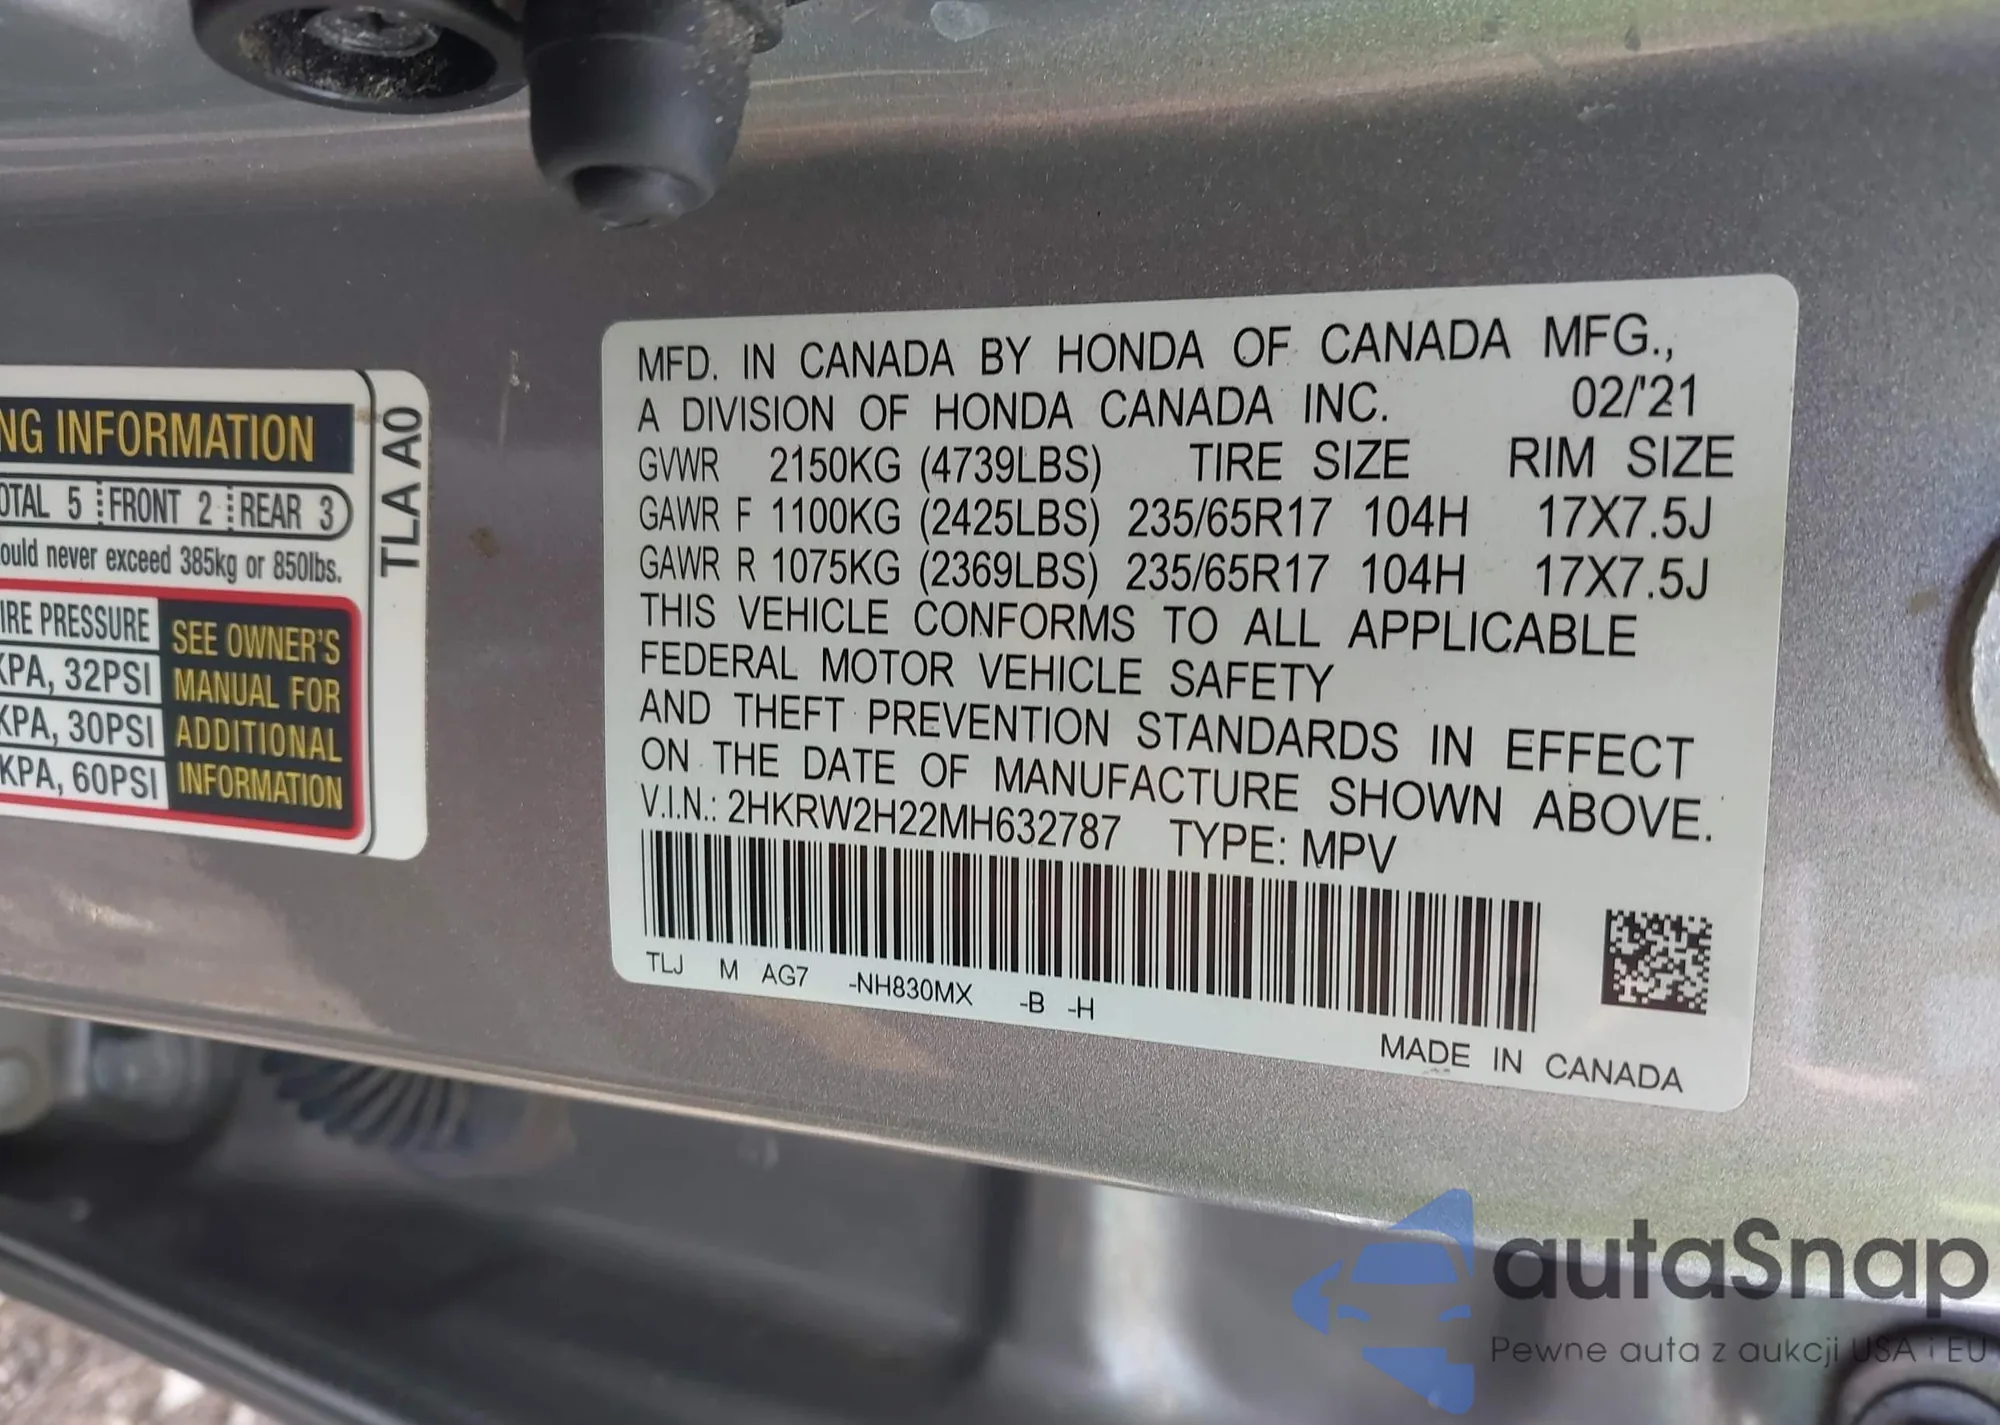 NG INFORMATION
OTAL 5 FRONT 2 REAR 3
ould never exceed 385kg or 850lbs.
IRE PRESSURE
KPA, 32PSI
KPA, 30PSI
KPA, 60PSI
SEE OWNER'S
MANUAL FOR
ADDITIONAL
INFORMATION
TLA A0
MFD. IN CANADA BY HONDA OF CANADA MFG.,
A DIVISION OF HONDA CANADA INC. 02/'21
GVWR 2150KG (4739LBS) TIRE SIZE RIM SIZE
GAWR F 1100KG (2425LBS) 235/65R17 104H 17X7.5J
GAWR R 1075KG (2369LBS) 235/65R17 104H 17X7.5J
THIS VEHICLE CONFORMS TO ALL APPLICABLE
FEDERAL MOTOR VEHICLE SAFETY
AND THEFT PREVENTION STANDARDS IN EFFECT
ON THE DATE OF MANUFACTURE SHOWN ABOVE.
V.I.N.: 2HKRW2H22MH632787 TYPE: MPV
TLJ M AG7 -NH830MX -B -H
MADE IN CANADA
autaSnap
Pewne auta z aukcji USA i EU